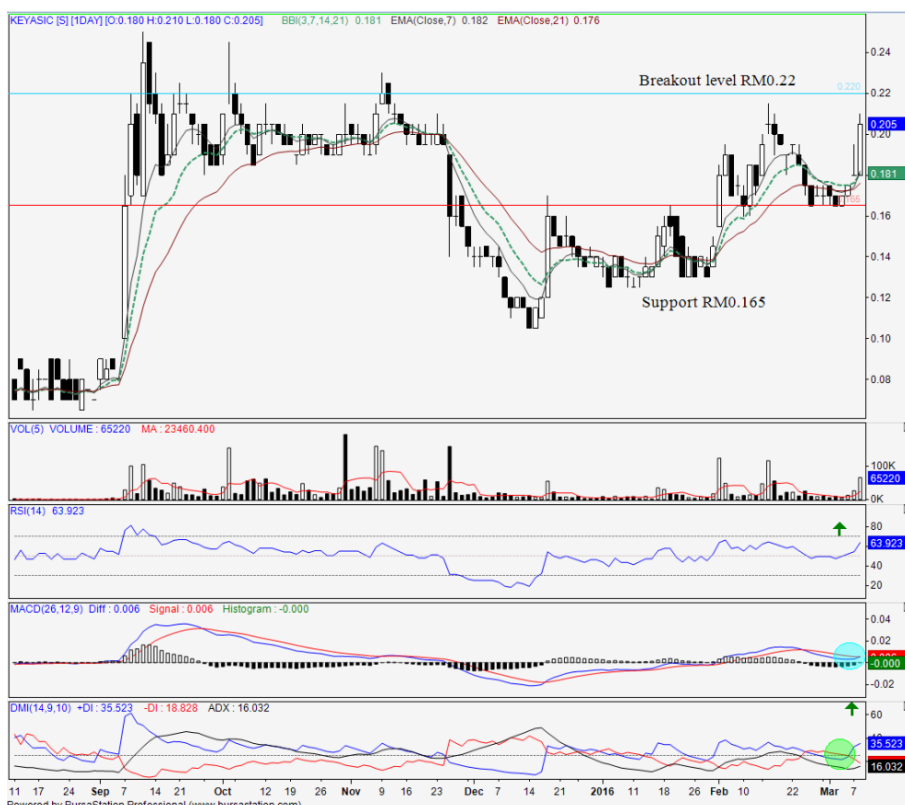 KEYASIC [S] [1DAY] [O:0.180 H:0.210 L:0.180 C:0.205] BBI(3,7,14,21) 0.181 EMA(Close,7) 0.182 EMA(Close,21) 0.176
0.24
Breakout level RM0.22
0.220
0.22
0.205
0.20
0.181
0.16
0.14
Support RM0.165
0.12
0.10
0.08
VOL(5) VOLUME : 65220 MA : 23460.400
100K
65220
0K
RSI(14) 63.923
80
63.923
40
20
MACD(26,12,9) Diff : 0.006 Signal : 0.006 Histogram : -0.000
0.04
0.02
-0.000
-0.02
DMI(14,9,10) +DI : 35.523 -DI : 18.828 ADX : 16.032
60
35.523
16.032
11 17 24 Sep 7 14 21 Oct 12 19 26 Nov 9 16 23 Dec 7 14 21 2016 11 18 26 Feb 10 22 Mar 7
Powered by BursaStation Professional (www.bursastation.com)